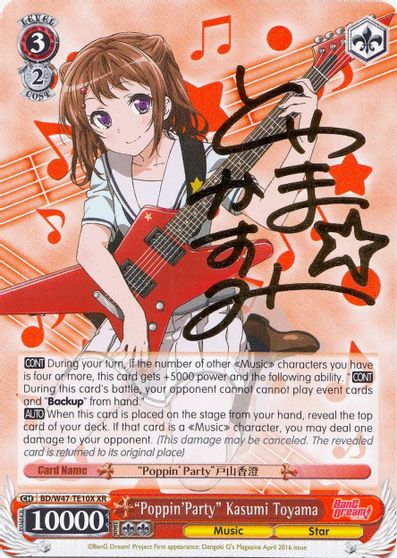 LEVEL
3
2
COST
とやま☆
かすみ
CONT During your turn, if the number of other «Music» characters you have
is four or more, this card gets +5000 power and the following ability. "CONT
During this card's battle, your opponent cannot play event cards
and "Backup" from hand."
AUTO When this card is placed on the stage from your hand, reveal the top
card of your deck. If that card is a «Music» character, you may deal one
damage to your opponent. (This damage may be canceled. The revealed
card is returned to its original place)
Card Name "Poppin'Party"戸山香澄
CH BD/W47-TE10X XR
"Poppin'Party" Kasumi Toyama
BanG Dream!
POWER 10000
Music Star
©BanG Dream! Project First appearance: Dengeki G's Magazine April 2016 issue